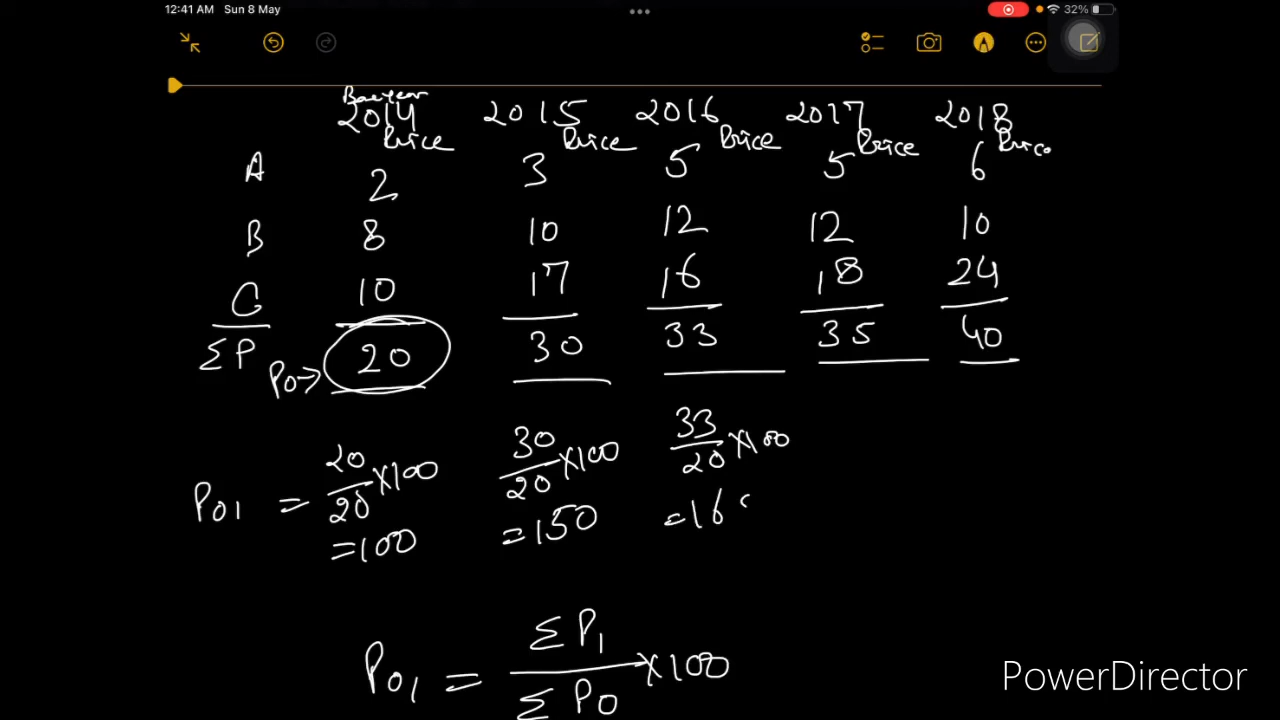 12:41 AM Sun 8 May 32%
Base year
2014 2015 2016 2017 2018
Price Price Price Price Price
A 2 3 5 5 6
B 8 10 12 12 10
C 10 17 16 18 24
ΣP P0→ 20 30 33 35 40
P01 = 20/20 ×100 30/20 ×100 33/20 ×100
=100 =150 =16
P01 = ΣP1/ΣP0 ×100
PowerDirector